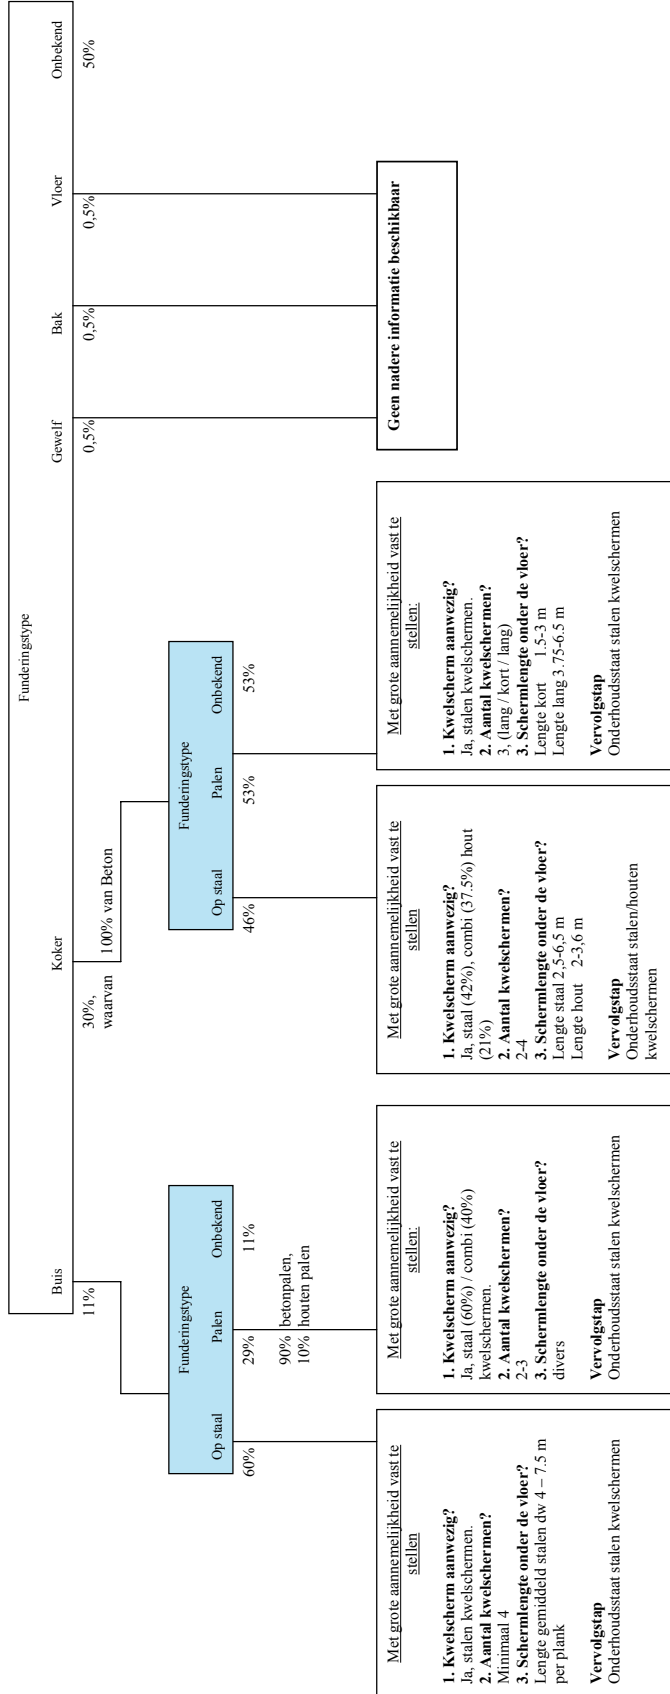 Funderingstype
Buis
Koker
Gewelf
Bak
Vloer
Onbekend
11%
30%,
waarvan
100% van Beton
0,5%
0,5%
0,5%
50%
Funderingstype
Op staal
Palen
Onbekend
60%
29%
11%
90% betonpalen,
10% houten palen
Funderingstype
Op staal
Palen
Onbekend
46%
53%
53%
Met grote aannemelijkheid vast te
stellen
1. Kwelscherm aanwezig?
Ja, stalen kwelschermen.
2. Aantal kwelschermen?
Minimaal 4
3. Schermlengte onder de vloer?
Lengte gemiddeld stalen dw 4 – 7.5 m
per plank
Vervolgstap
Onderhoudsstaat stalen kwelschermen
Met grote aannemelijkheid vast te
stellen:
1. Kwelscherm aanwezig?
Ja, staal (60%) / combi (40%)
kwelschermen.
2. Aantal kwelschermen?
2-3
3. Schermlengte onder de vloer?
divers
Vervolgstap
Onderhoudsstaat stalen kwelschermen
Met grote aannemelijkheid vast te
stellen
1. Kwelscherm aanwezig?
Ja, staal (42%), combi (37.5%) hout
(21%)
2. Aantal kwelschermen?
2-4
3. Schermlengte onder de vloer?
Lengte staal 2,5-6,5 m
Lengte hout 2-3,6 m
Vervolgstap
Onderhoudsstaat stalen/houten
kwelschermen
Met grote aannemelijkheid vast te
stellen:
1. Kwelscherm aanwezig?
Ja, stalen kwelschermen.
2. Aantal kwelschermen?
3, (lang / kort / lang)
3. Schermlengte onder de vloer?
Lengte kort 1.5-3 m
Lengte lang 3.75-6.5 m
Vervolgstap
Onderhoudsstaat stalen kwelschermen
Geen nadere informatie beschikbaar